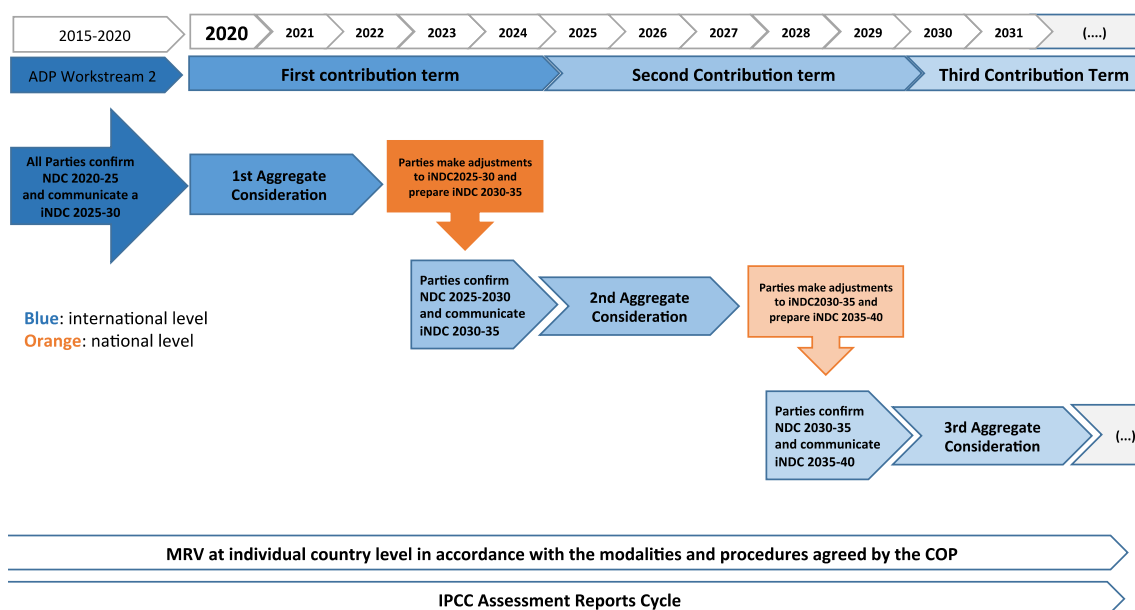 2015-2020
2020
2021
2022
2023
2024
2025
2026
2027
2028
2029
2030
2031
(....)
ADP Workstream 2
First contribution term
Second Contribution term
Third Contribution Term
All Parties confirm
NDC 2020-25
and communicate a
iNDC 2025-30
1st Aggregate
Consideration
Parties make adjustments
to iNDC2025-30 and
prepare iNDC 2030-35
Parties confirm
NDC 2025-2030
and communicate
iNDC 2030-35
2nd Aggregate
Consideration
Parties make adjustments
to iNDC2030-35 and
prepare iNDC 2035-40
Blue: international level
Orange: national level
Parties confirm
NDC 2030-35
and communicate
iNDC 2035-40
3rd Aggregate
Consideration
(...)
MRV at individual country level in accordance with the modalities and procedures agreed by the COP
IPCC Assessment Reports Cycle